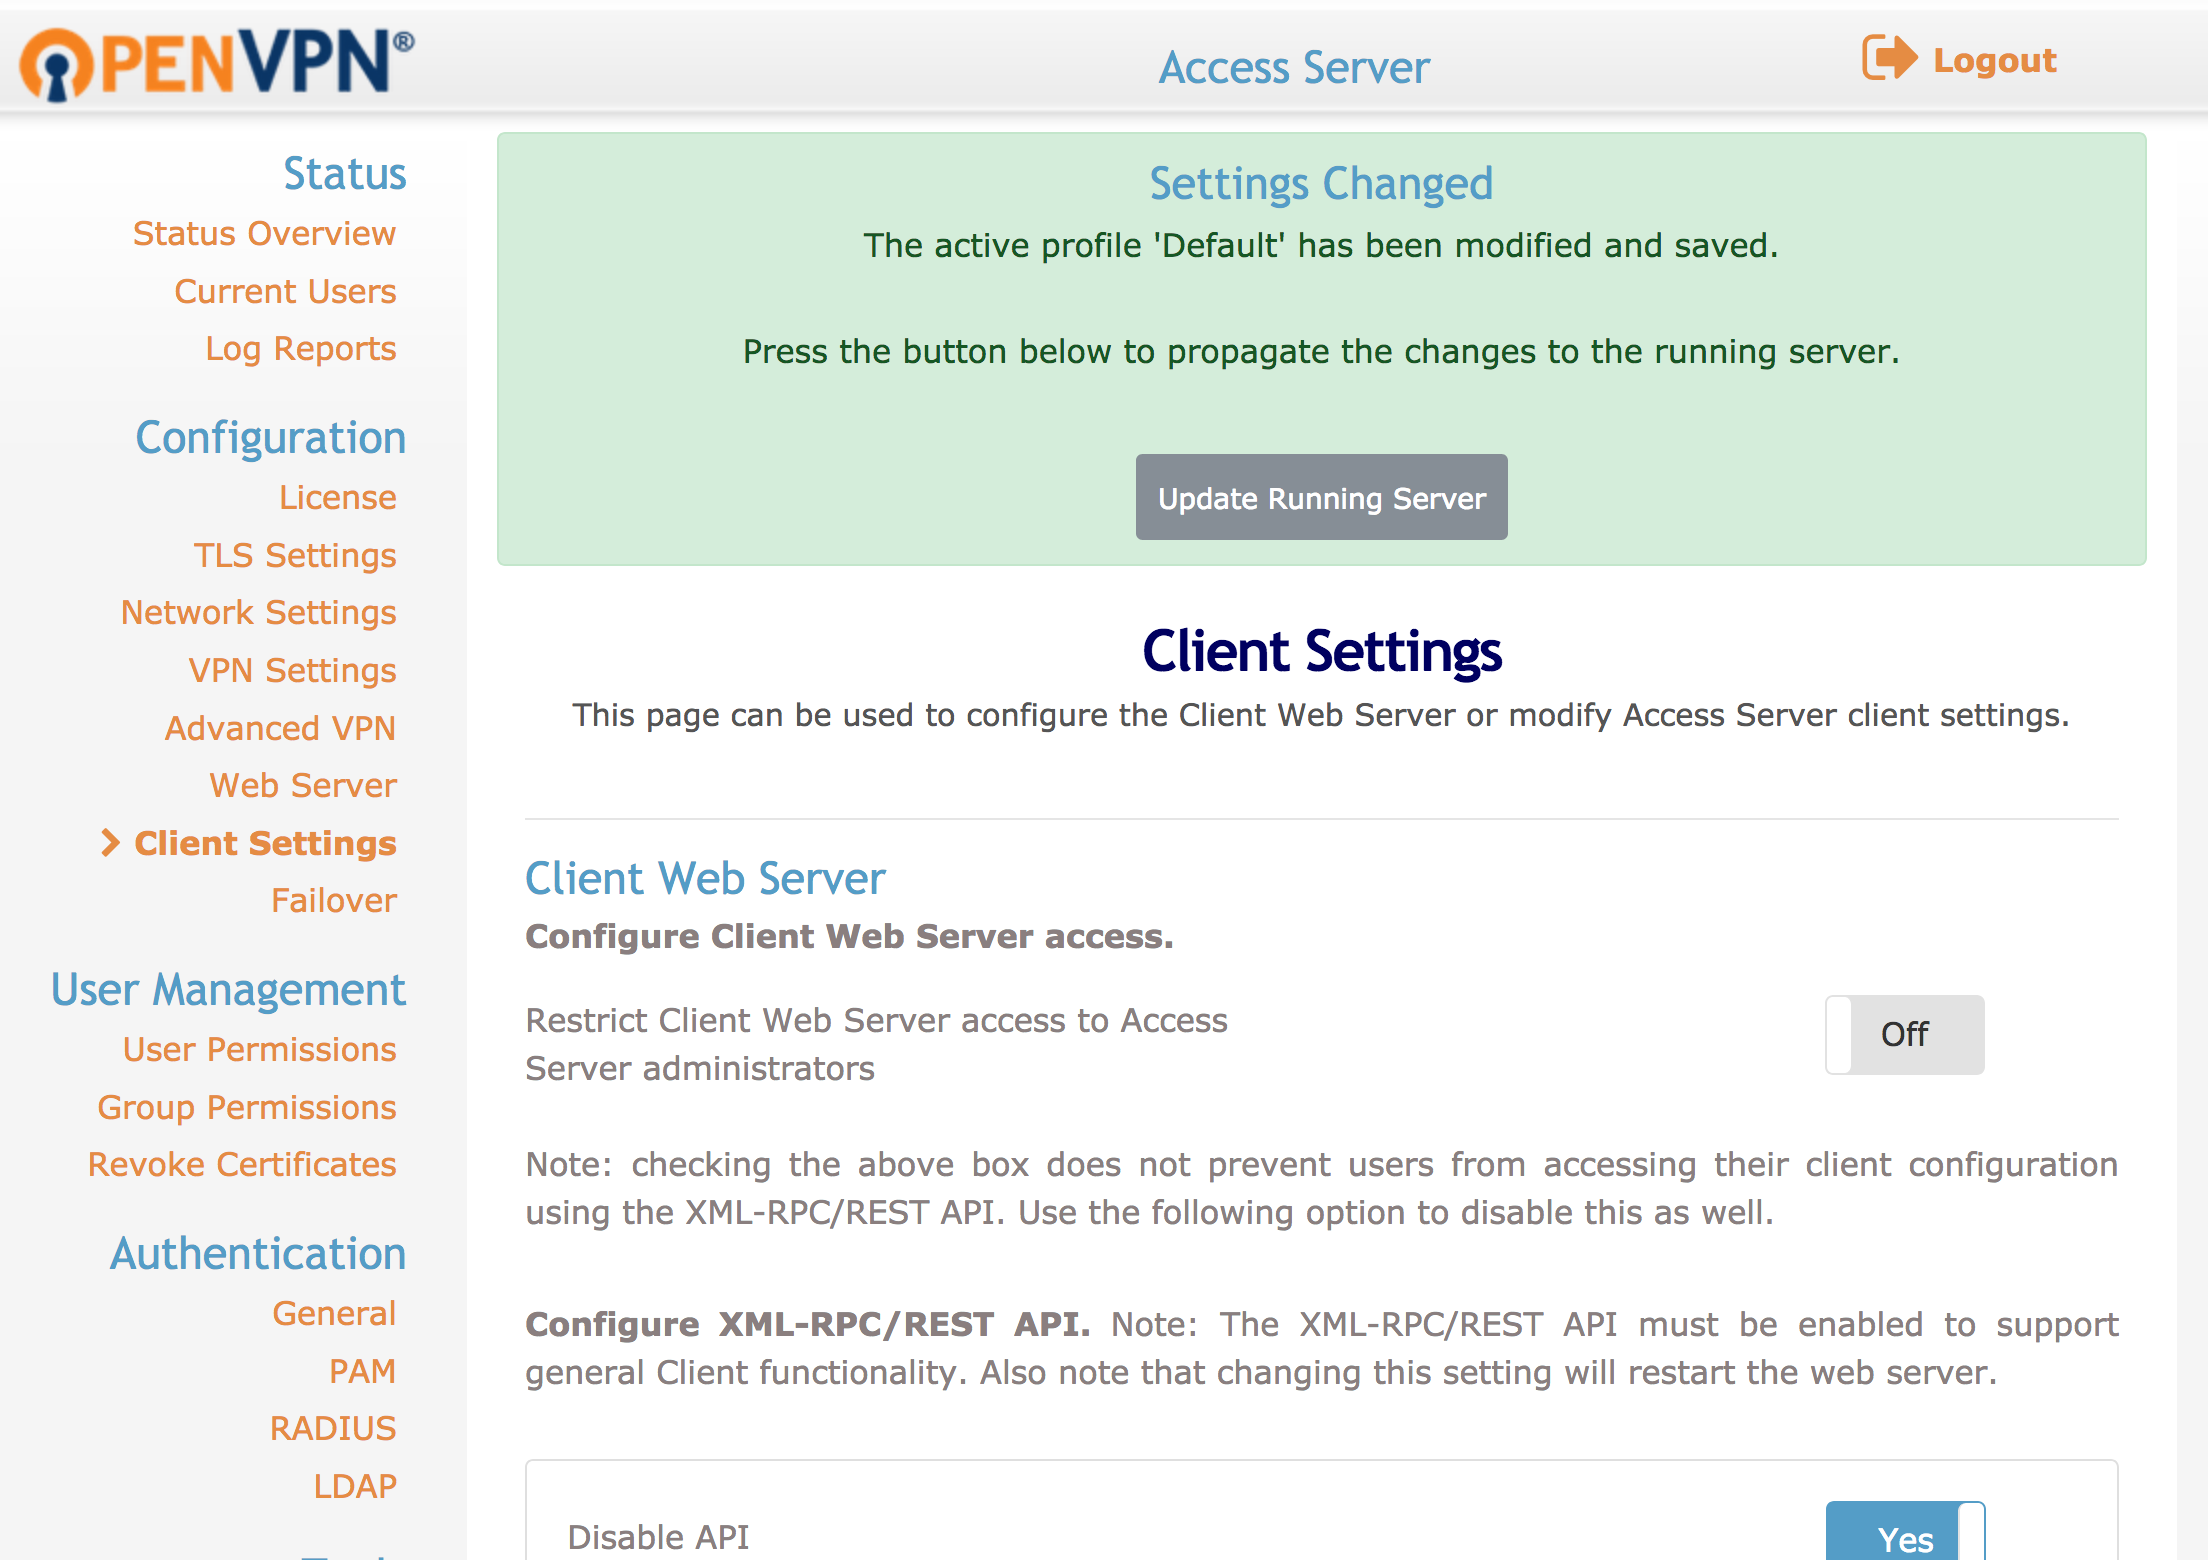 OPENVPN®
Access Server
Logout
Status
Status Overview
Current Users
Log Reports
Configuration
License
TLS Settings
Network Settings
VPN Settings
Advanced VPN
Web Server
Client Settings
Failover
User Management
User Permissions
Group Permissions
Revoke Certificates
Authentication
General
PAM
RADIUS
LDAP
Settings Changed
The active profile 'Default' has been modified and saved.
Press the button below to propagate the changes to the running server.
Update Running Server
Client Settings
This page can be used to configure the Client Web Server or modify Access Server client settings.
Client Web Server
Configure Client Web Server access.
Restrict Client Web Server access to Access
Server administrators
Off
Note: checking the above box does not prevent users from accessing their client configuration
using the XML-RPC/REST API. Use the following option to disable this as well.
Configure XML-RPC/REST API. Note: The XML-RPC/REST API must be enabled to support
general Client functionality. Also note that changing this setting will restart the web server.
Disable API
Yes